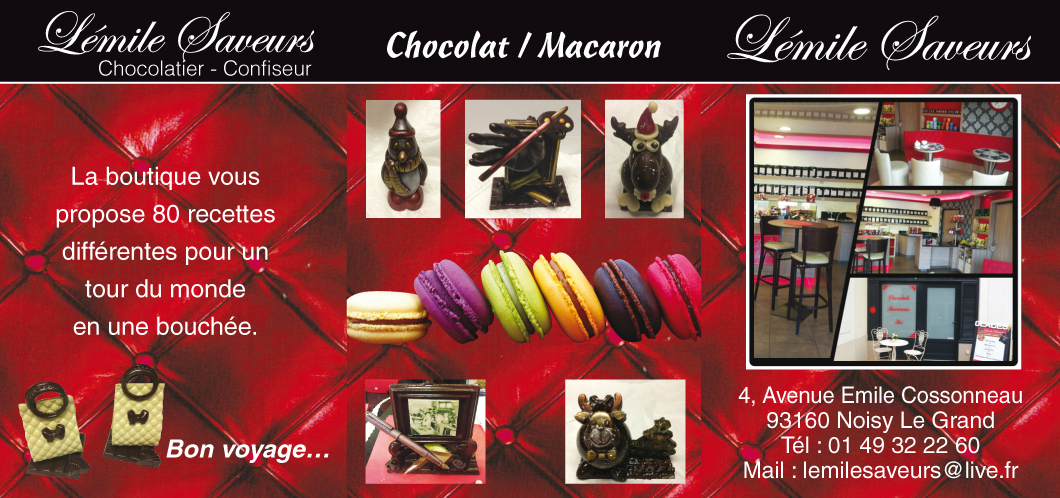 Lémile Saveurs
Chocolatier - Confiseur
La boutique vous
propose 80 recettes
différentes pour un
tour du monde
en une bouchée.
Bon voyage...
Chocolat / Macaron
Lémile Saveurs
4, Avenue Emile Cossonneau
93160 Noisy Le Grand
Tél : 01 49 32 22 60
Mail : lemilesaveurs@live.fr